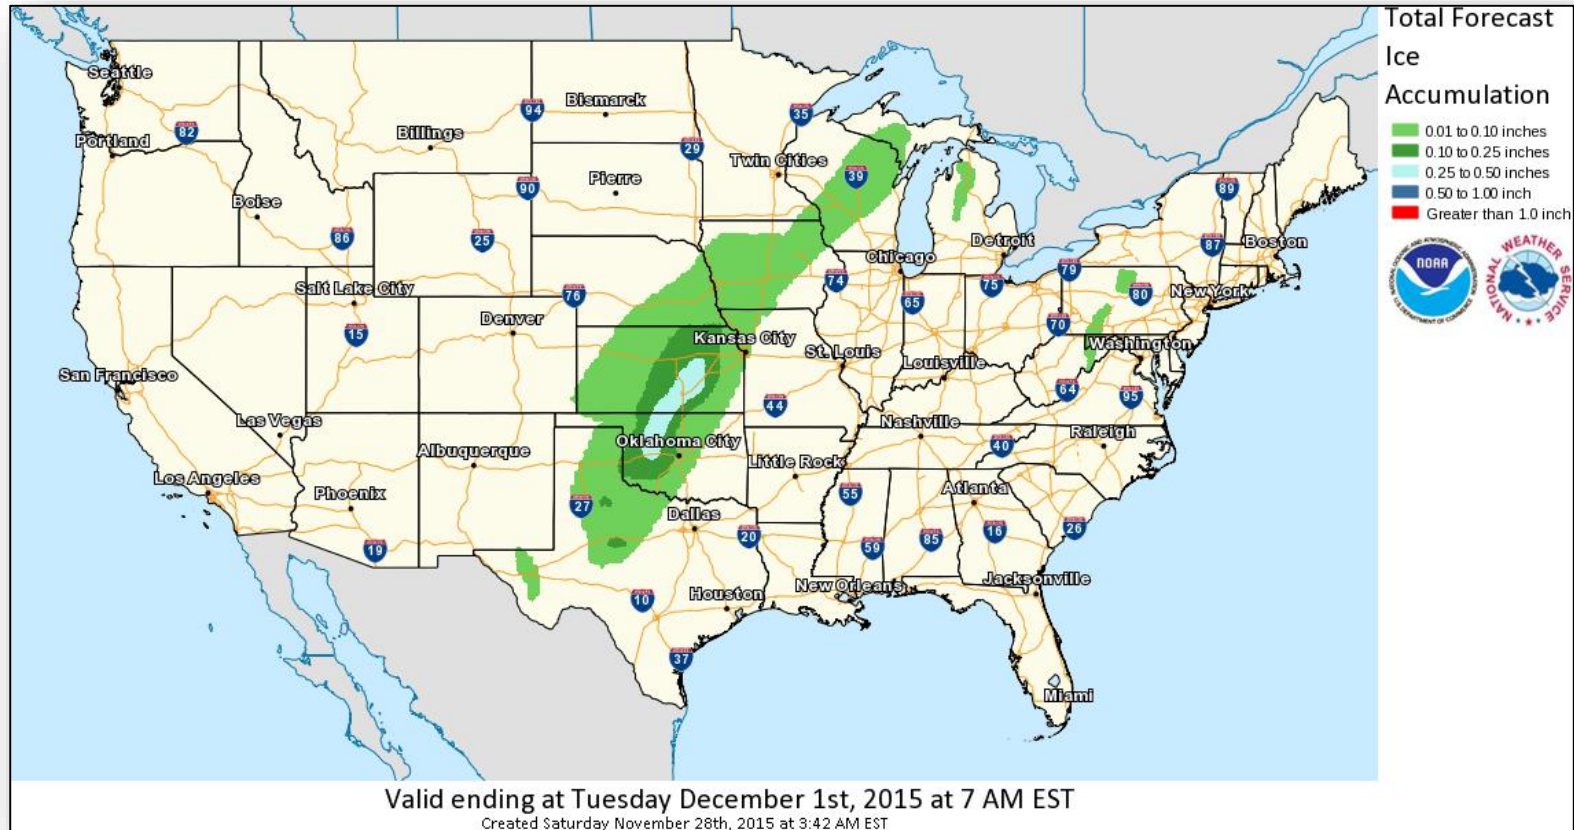 Total Forecast
Ice
Accumulation
0.01 to 0.10 inches
0.10 to 0.25 inches
0.25 to 0.50 inches
0.50 to 1.00 inch
Greater than 1.0 inch
NOAA
NATIONAL WEATHER SERVICE
Seattle
Portland
82
Billings
94
Bismarck
35
29
Twin Cities
39
Pierre
90
Boise
86
25
89
87
Boston
Detroit
Chicago
79
74
65
75
80
New York
Salt Lake City
15
76
Denver
Kansas City
St. Louis
Louisville
70
Washington
San Francisco
Las Vegas
64
95
44
Nashville
Raleigh
40
Albuquerque
Oklahoma City
Little Rock
Los Angeles
Phoenix
27
55
Atlanta
Dallas
20
59
85
16
26
19
10
Houston
New Orleans
Jacksonville
37
Miami
Valid ending at Tuesday December 1st, 2015 at 7 AM EST
Created Saturday November 28th, 2015 at 3:42 AM EST